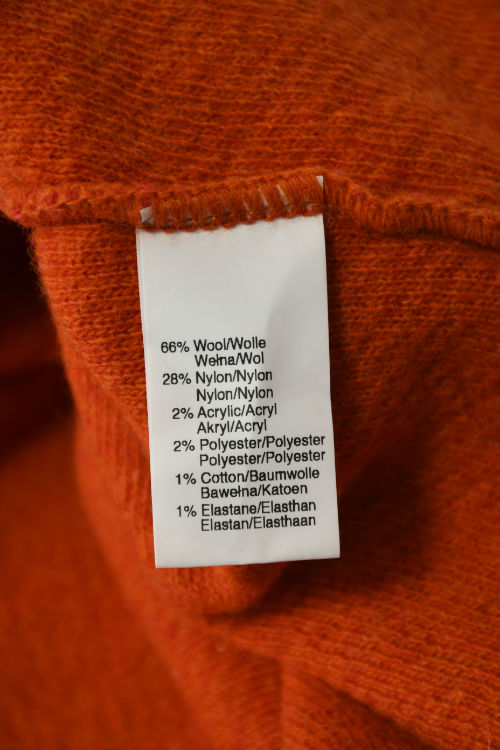 66% Wool/Wolle
Wełna/Wol
28% Nylon/Nylon
Nylon/Nylon
2% Acrylic/Acryl
Akryl/Acryl
2% Polyester/Polyester
Polyester/Polyester
1% Cotton/Baumwolle
Bawełna/Katoen
1% Elastane/Elasthan
Elastan/Elasthaan